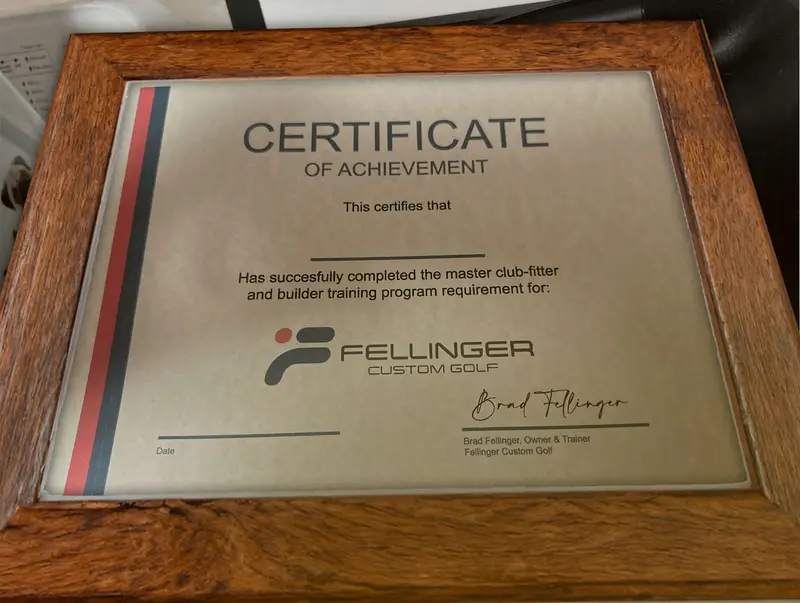 CERTIFICATE
OF ACHIEVEMENT
This certifies that
Has succesfully completed the master club-fitter
and builder training program requirement for:
FELLINGER
CUSTOM GOLF
Brad Fellinger
Date
Brad Fellinger, Owner & Trainer
Fellinger Custom Golf